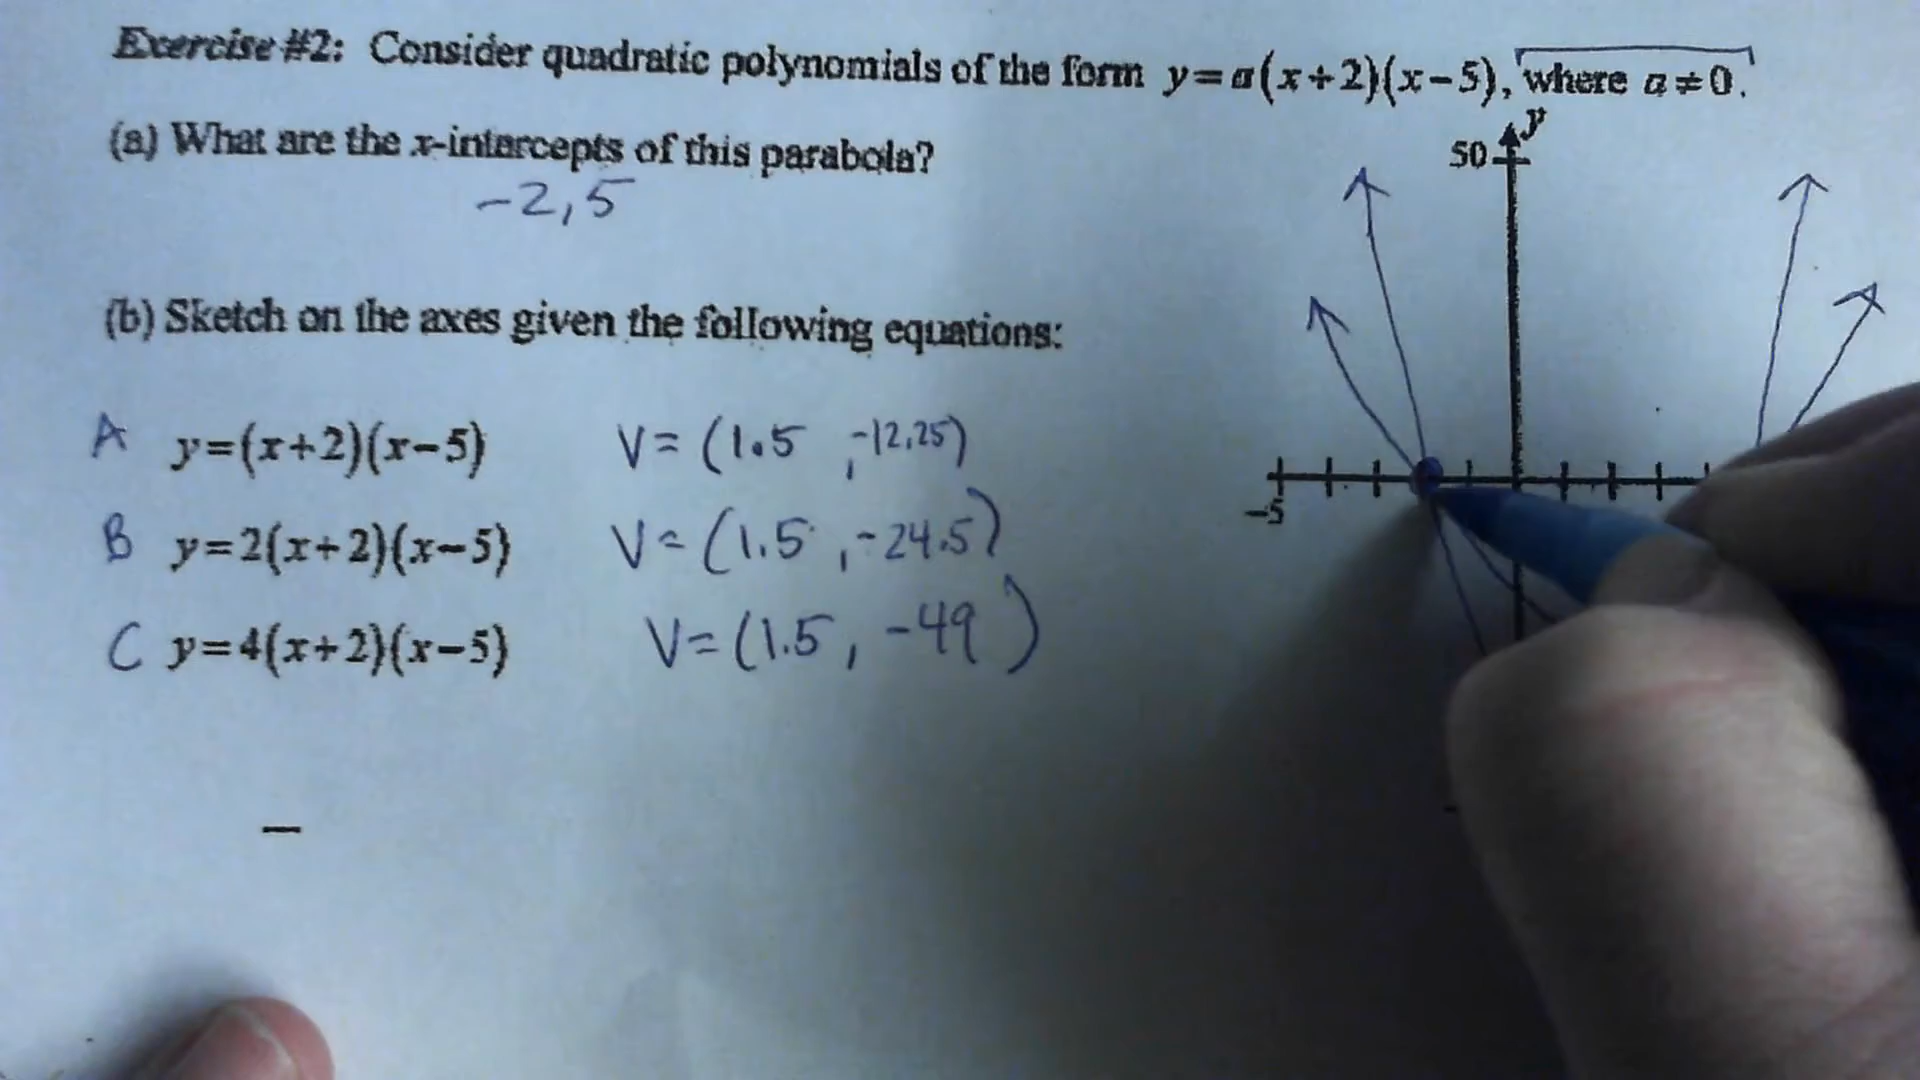 Exercise #2: Consider quadratic polynomials of the form y=a(x+2)(x-5), where a≠0.
(a) What are the x-intercepts of this parabola?
-2,5
(b) Sketch on the axes given the following equations:
A y=(x+2)(x-5) V=(1.5,-12.25)
B y=2(x+2)(x-5) V=(1.5,-24.5)
C y=4(x+2)(x-5) V=(1.5,-49)
y
50
-5